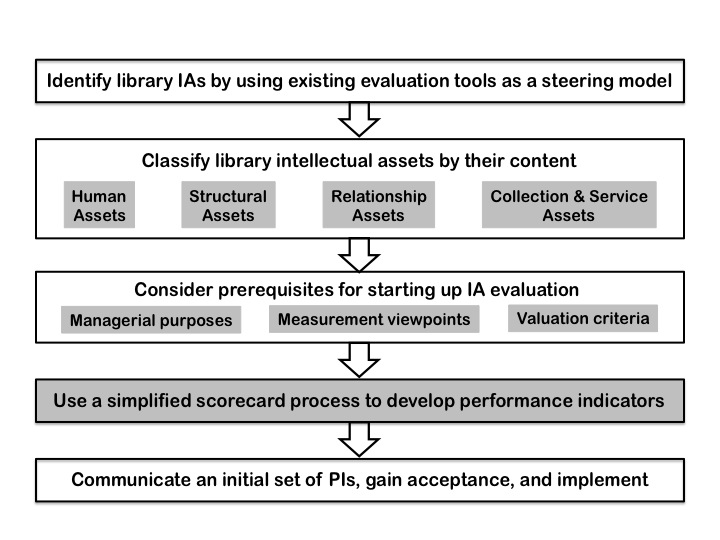 Identify library IAs by using existing evaluation tools as a steering model
Classify library intellectual assets by their content
Human
Assets
Structural
Assets
Relationship
Assets
Collection & Service
Assets
Consider prerequisites for starting up IA evaluation
Managerial purposes
Measurement viewpoints
Valuation criteria
Use a simplified scorecard process to develop performance indicators
Communicate an initial set of PIs, gain acceptance, and implement